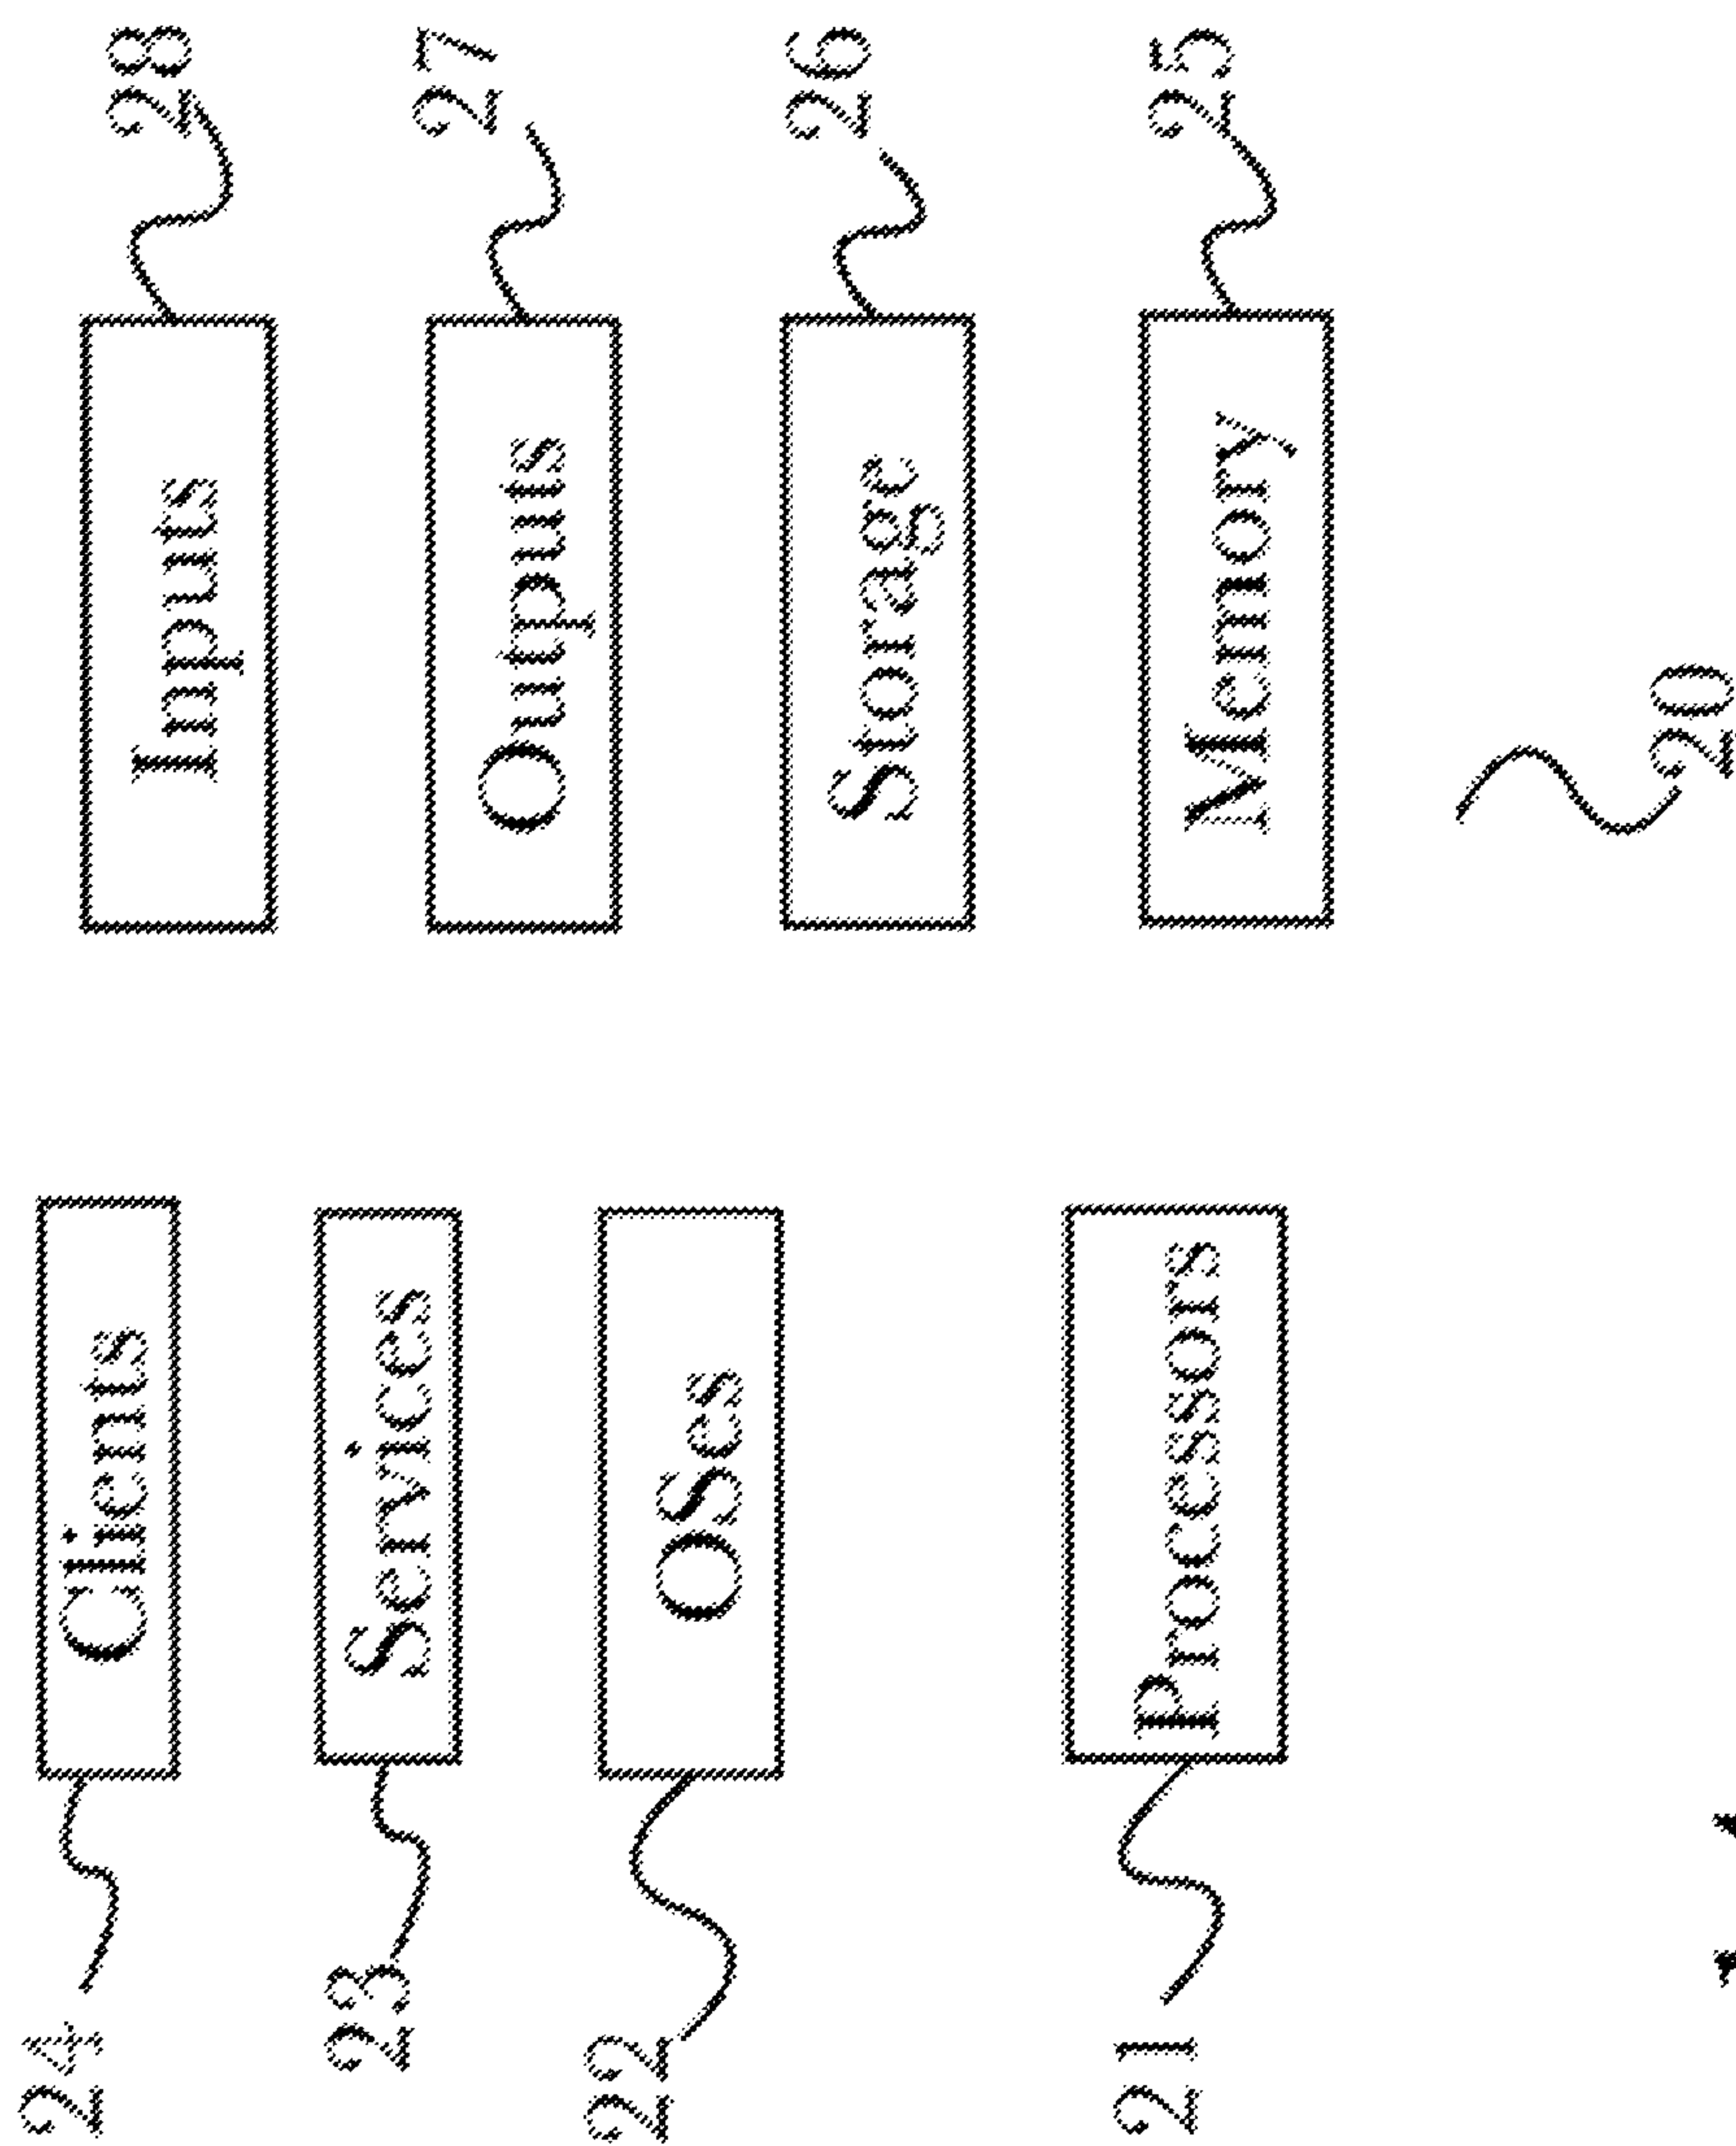 24 Clients Inputs 28
23 Services Outputs 27
22 OSes Storage 26
21 Processors Memory 25
20